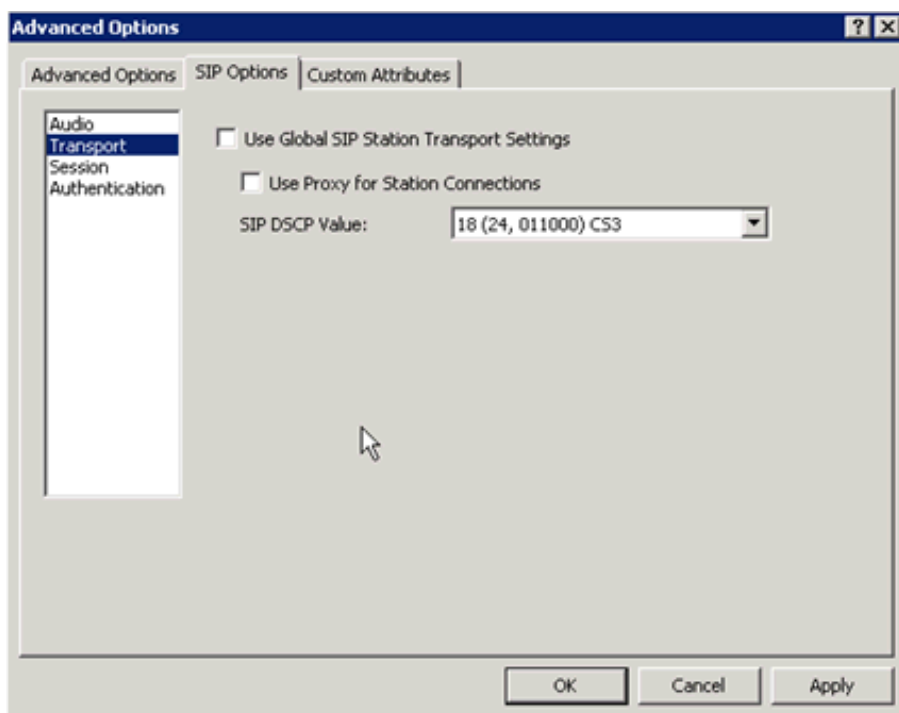 Advanced Options
Advanced Options SIP Options Custom Attributes
Audio
Transport
Session
Authentication
Use Global SIP Station Transport Settings
Use Proxy for Station Connections
SIP DSCP Value: 18 (24, 011000) CS3
OK Cancel Apply